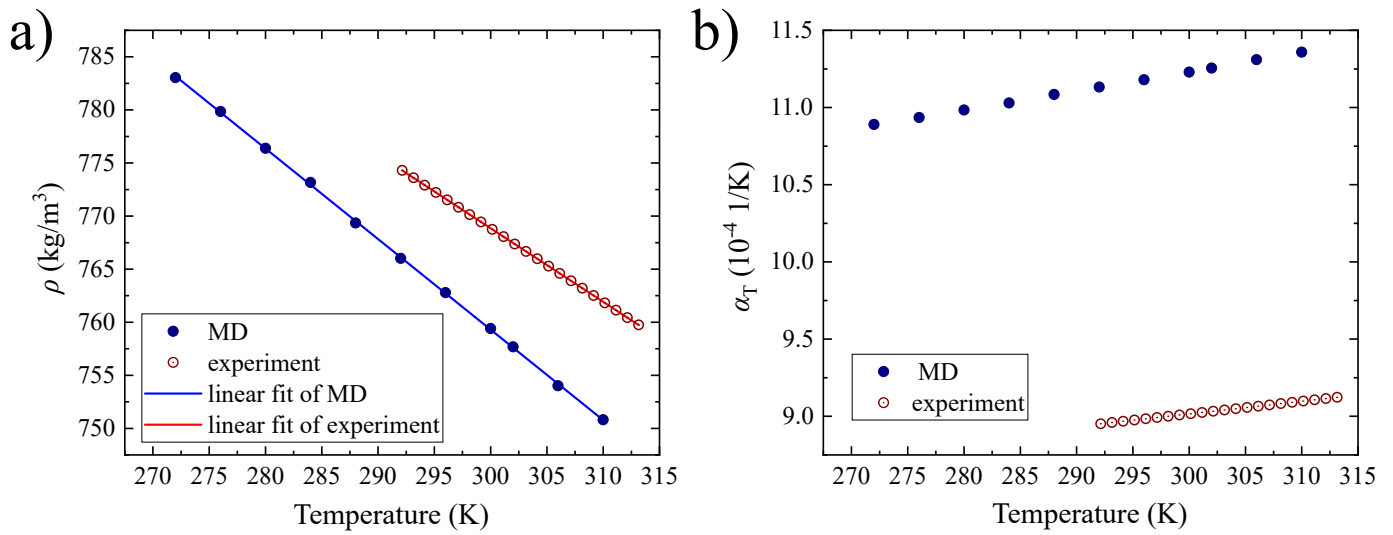 a)
785
780
775
770
765
760
755
750
ρ (kg/m³)
MD
experiment
linear fit of MD
linear fit of experiment
270 275 280 285 290 295 300 305 310 315
Temperature (K)
b)
11.5
11.0
10.5
10.0
9.5
9.0
α_T (10⁻⁴ 1/K)
MD
experiment
270 275 280 285 290 295 300 305 310 315
Temperature (K)